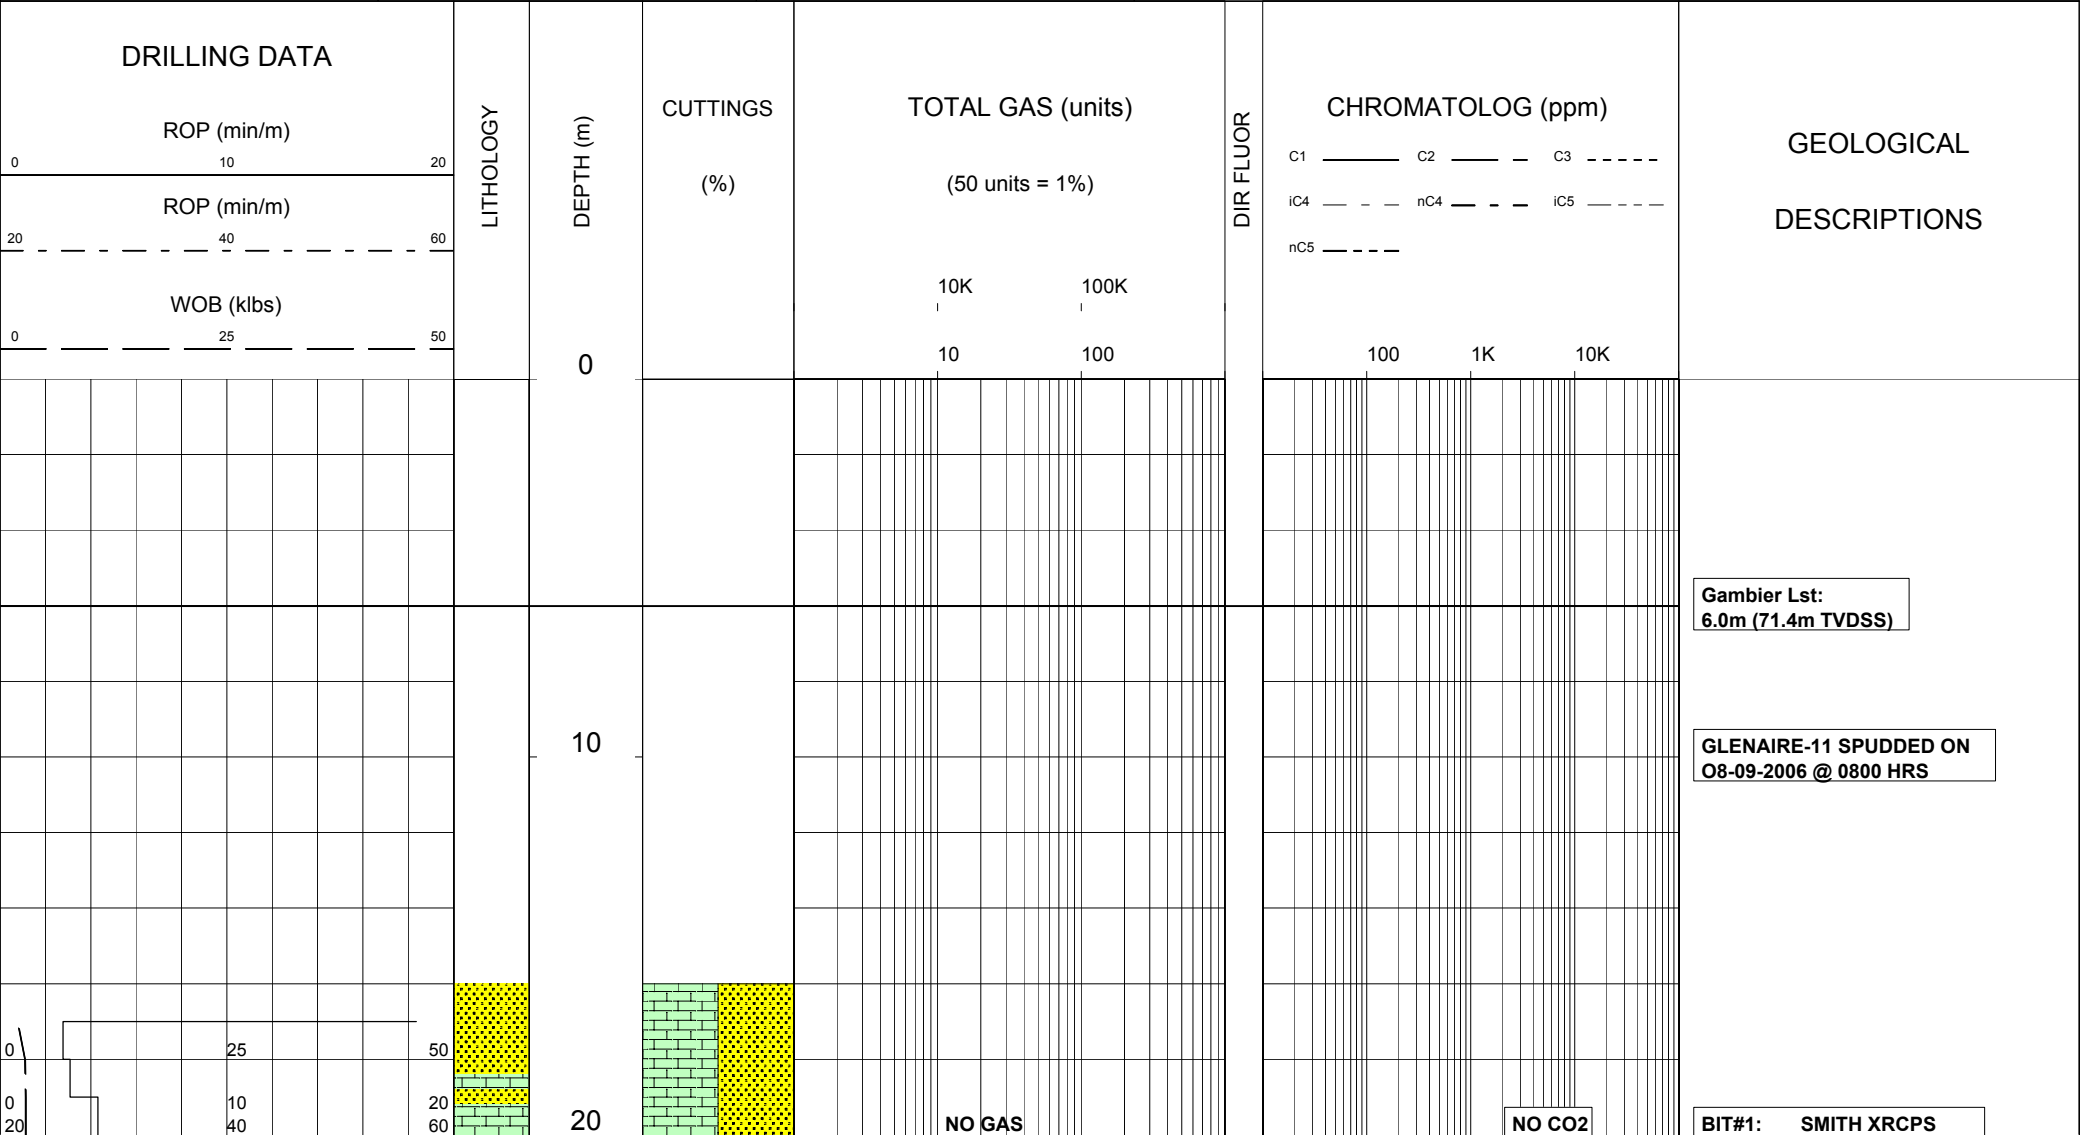 DRILLING DATA
ROP (min/m)
0 10 20
ROP (min/m)
20 40 60
WOB (klbs)
0 25 50
LITHOLOGY
DEPTH (m)
0
CUTTINGS
(%)
TOTAL GAS (units)
(50 units = 1%)
10K 100K
10 100
DIR FLUOR
CHROMATOLOG (ppm)
C1 C2 C3
iC4 nC4 iC5
nC5
100 1K 10K
GEOLOGICAL
DESCRIPTIONS
Gambier Lst:
6.0m (71.4m TVDSS)
10
GLENAIRE-11 SPUDDED ON
O8-09-2006 @ 0800 HRS
0 25 50
0 10 20
20 40 60
20
NO GAS
NO CO2
BIT#1: SMITH XRCPS